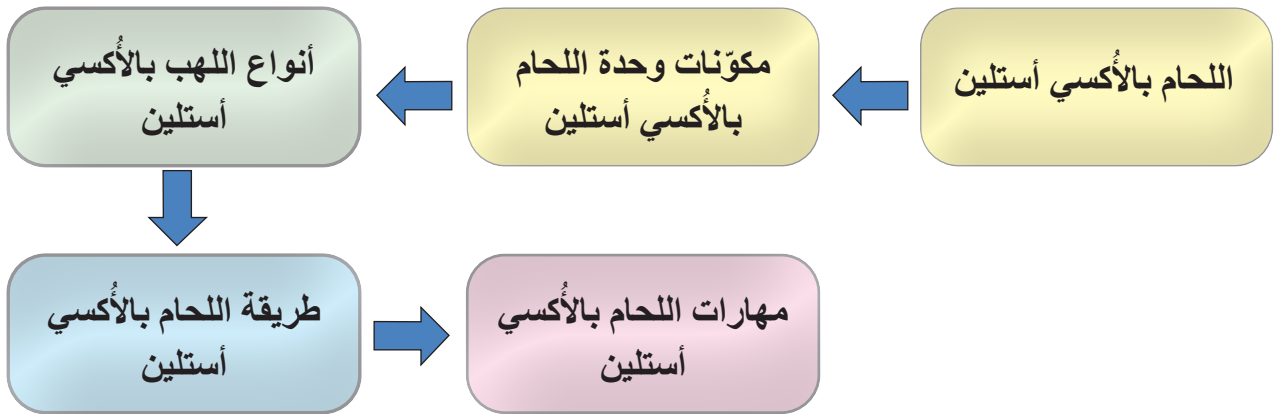 اللحام بالأُكسي أستلين
مكوّنات وحدة اللحام
بالأُكسي أستلين
أنواع اللهب بالأُكسي
أستلين
طريقة اللحام بالأُكسي
أستلين
مهارات اللحام بالأُكسي
أستلين